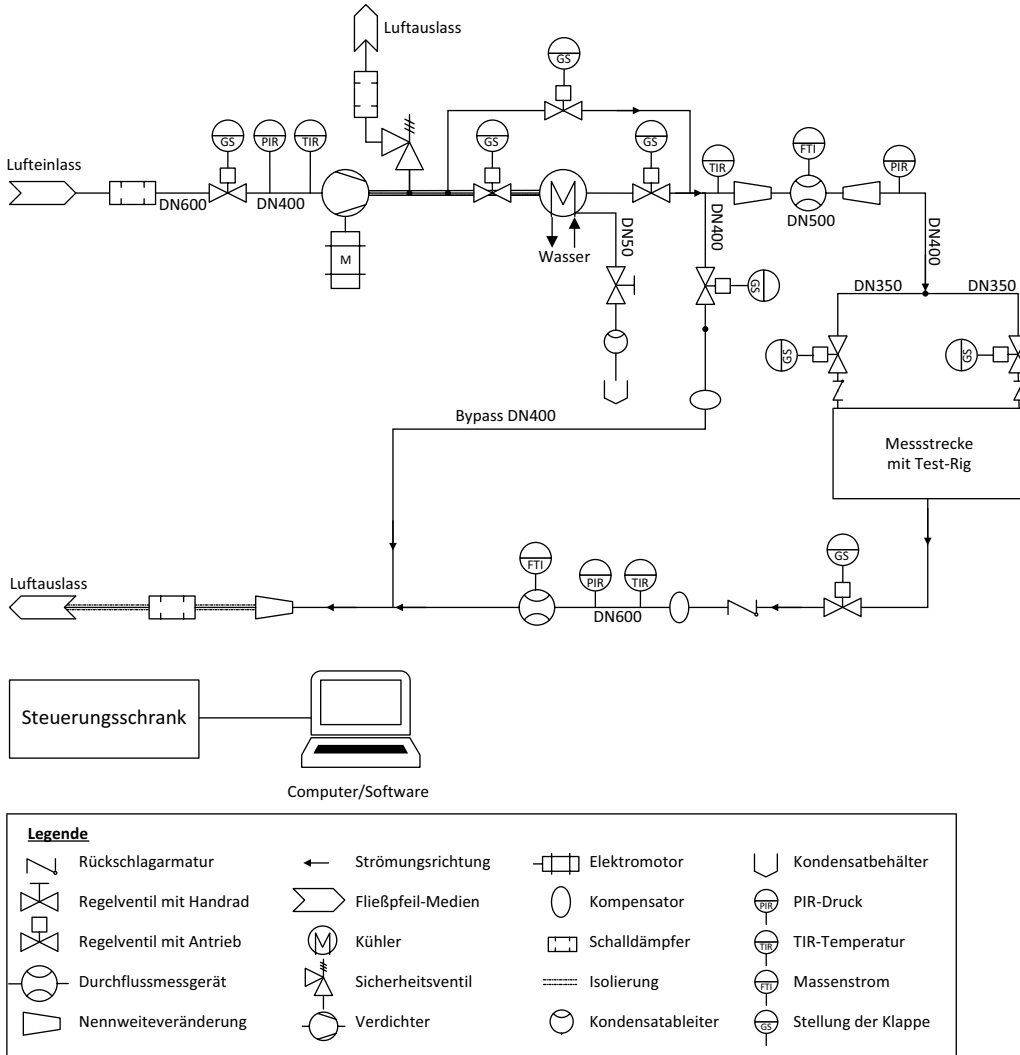 Luftauslass
GS
Lufteinlass
GS
PIR
TIR
GS
GS
TIR
FTI
PIR
DN600
DN400
DN500
M
Wasser
DN50
DN400
DN400
GS
DN350
DN350
GS
GS
Bypass DN400
Messstrecke
mit Test-Rig
Luftauslass
FTI
PIR
TIR
GS
DN600
Steuerungsschrank
Computer/Software
Legende
Rückschlagarmatur
Strömungsrichtung
Elektromotor
Kondensatbehälter
Regelventil mit Handrad
Fließpfeil-Medien
Kompensator
PIR
PIR-Druck
Regelventil mit Antrieb
Kühler
Schalldämpfer
TIR
TIR-Temperatur
Durchflussmessgerät
Sicherheitsventil
Isolierung
FTI
Massenstrom
Nennweiteveränderung
Verdichter
Kondensatableiter
GS
Stellung der Klappe